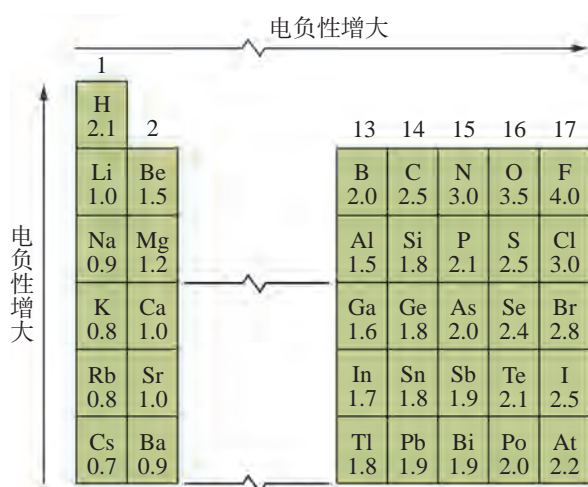 电负性增大
1
H
2.1
2
13 14 15 16 17
Li Be B C N O F
1.0 1.5 2.0 2.5 3.0 3.5 4.0
Na Mg Al Si P S Cl
0.9 1.2 1.5 1.8 2.1 2.5 3.0
K Ca Ga Ge As Se Br
0.8 1.0 1.6 1.8 2.0 2.4 2.8
Rb Sr In Sn Sb Te I
0.8 1.0 1.7 1.8 1.9 2.1 2.5
Cs Ba Tl Pb Bi Po At
0.7 0.9 1.8 1.9 1.9 2.0 2.2
电负性增大